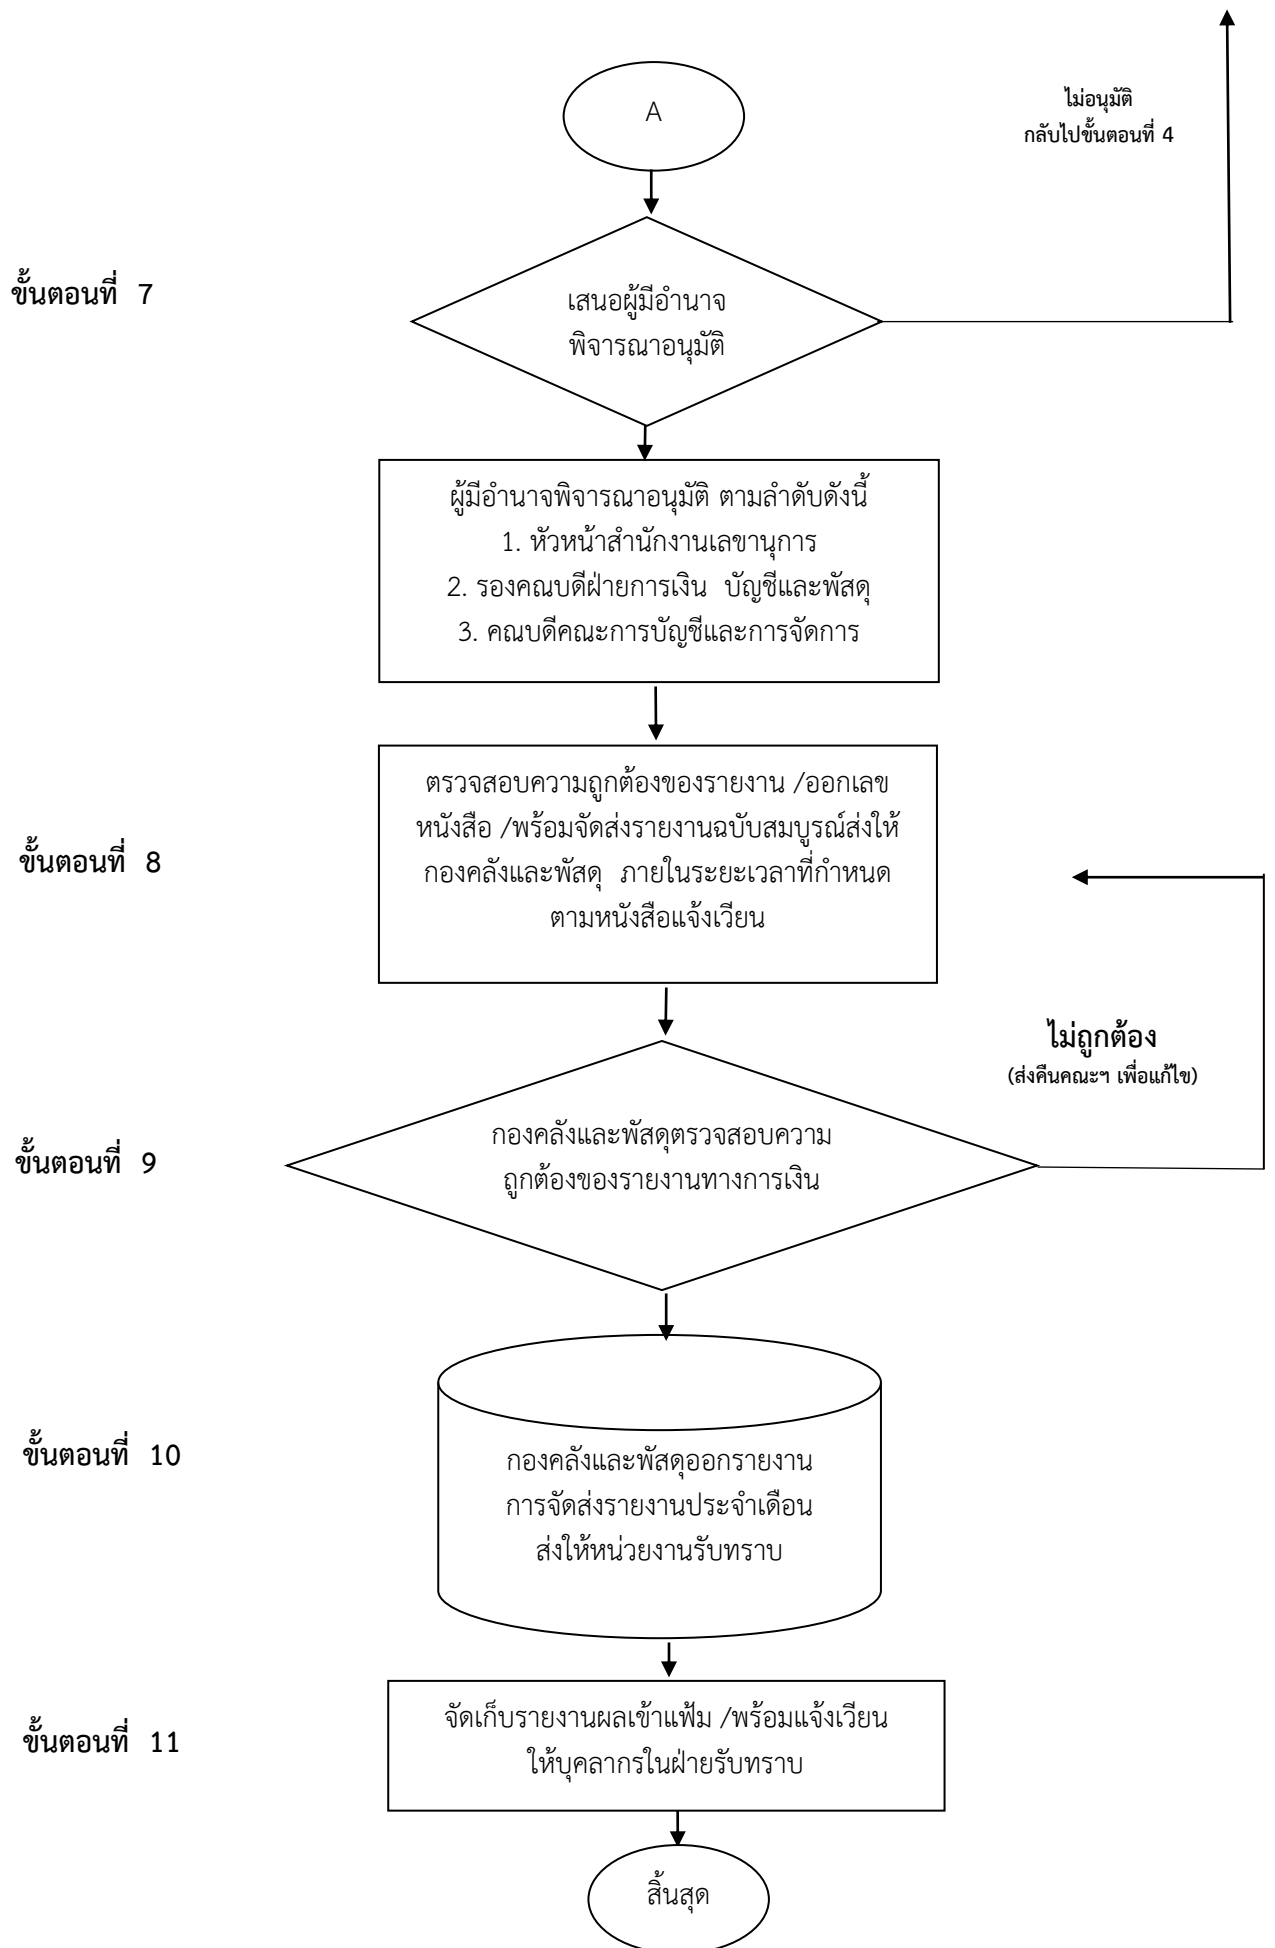 A
ไม่อนุมัติ
กลับไปขั้นตอนที่ 4
ขั้นตอนที่ 7
เสนอผู้มีอำนาจ
พิจารณาอนุมัติ
ผู้มีอำนาจพิจารณาอนุมัติ ตามลำดับดังนี้
1. หัวหน้าสำนักงานเลขานุการ
2. รองคณบดีฝ่ายการเงิน บัญชีและพัสดุ
3. คณบดีคณะการบัญชีและการจัดการ
ขั้นตอนที่ 8
ตรวจสอบความถูกต้องของรายงาน /ออกเลข
หนังสือ /พร้อมจัดส่งรายงานฉบับสมบูรณ์ส่งให้
กองคลังและพัสดุ ภายในระยะเวลาที่กำหนด
ตามหนังสือแจ้งเวียน
ไม่ถูกต้อง
(ส่งคืนคณะฯ เพื่อแก้ไข)
ขั้นตอนที่ 9
กองคลังและพัสดุตรวจสอบความ
ถูกต้องของรายงานทางการเงิน
ขั้นตอนที่ 10
กองคลังและพัสดุออกรายงาน
การจัดส่งรายงานประจำเดือน
ส่งให้หน่วยงานรับทราบ
ขั้นตอนที่ 11
จัดเก็บรายงานผลเข้าแฟ้ม /พร้อมแจ้งเวียน
ให้บุคลากรในฝ่ายรับทราบ
สิ้นสุด